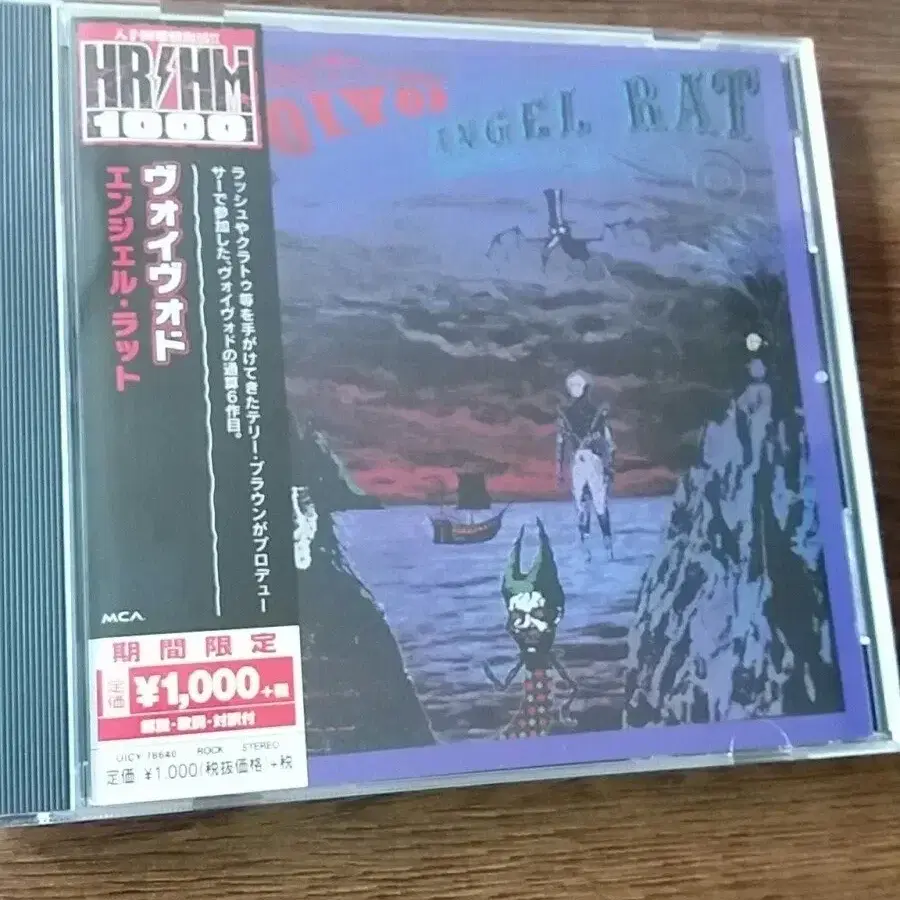 人千枚限定
HR/HM
1000
ヴォイヴォド
エンジェル・ラット
ラッシュやクラトゥ等を手がけてきたテリー・ブラウンがプロデュー
サーで参加した、ヴォイヴォドの通算6作目。
MCA
期間限定
定価 ¥1,000+税
解説・歌詞・対訳付
UICY-78640 ROCK STEREO
定価 ¥1,000(税抜価格)+税
ANGEL RAT